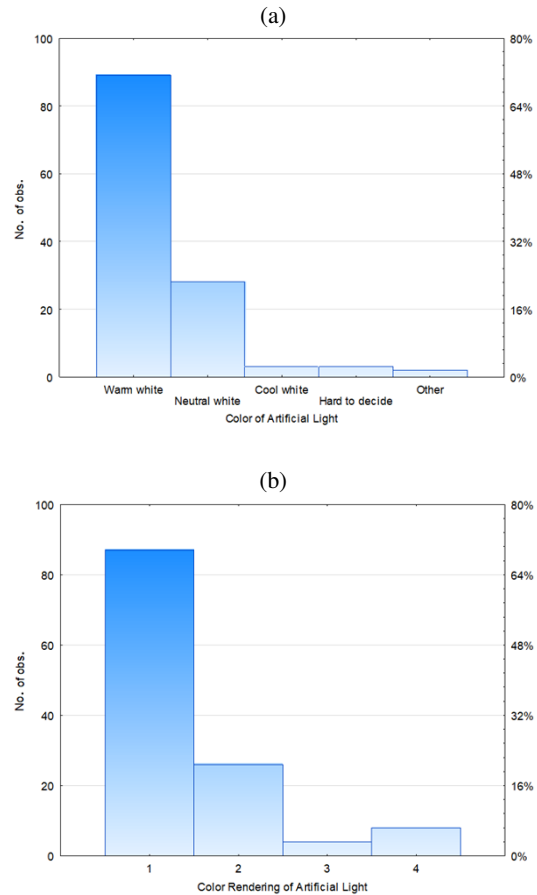 (a)
100 80%
80 64%
60 48%
40 32%
20 16%
0 0%
No. of obs.
Warm white Cool white Other
Neutral white Hard to decide
Color of Artificial Light
(b)
100 80%
80 64%
60 48%
40 32%
20 16%
0 0%
No. of obs.
1 2 3 4
Color Rendering of Artificial Light